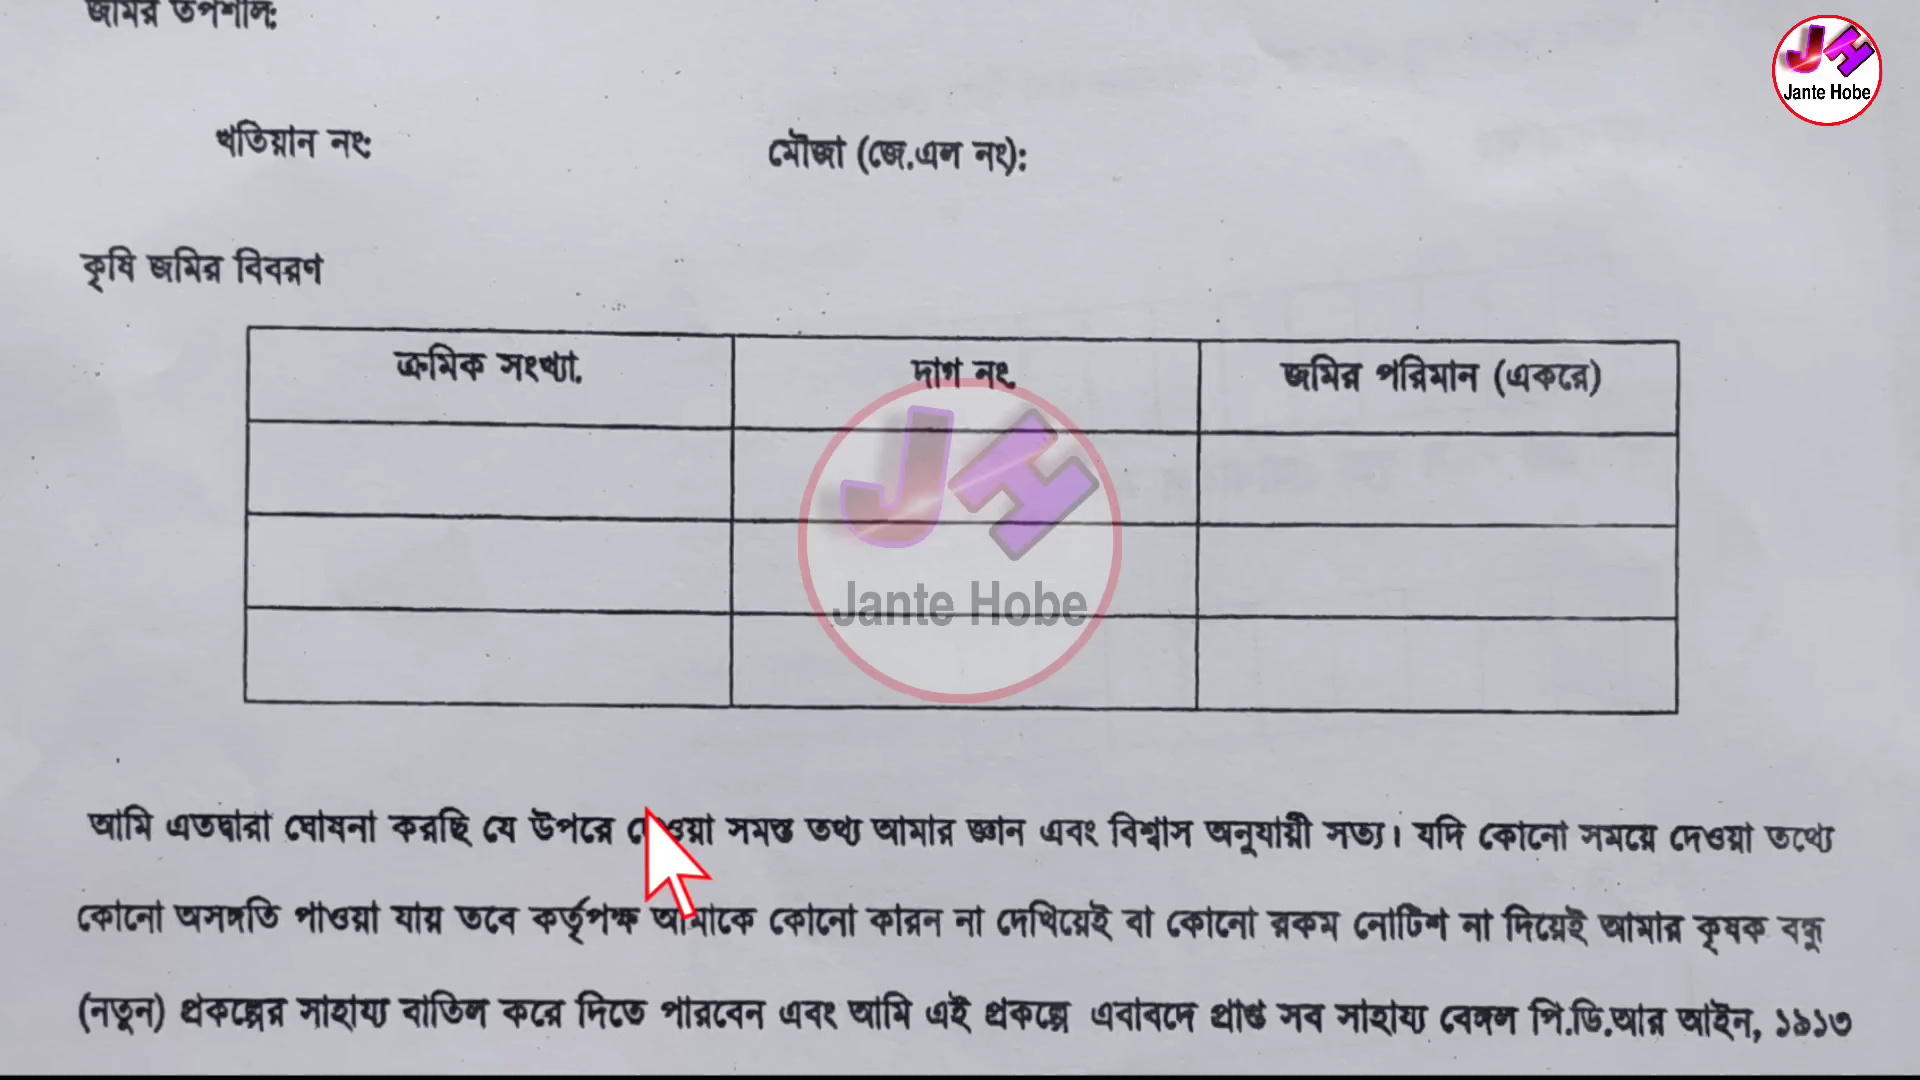 জমির তপশীল:
JH
Jante Hobe
খতিয়ান নং: মৌজা (জে.এল নং):
কৃষি জমির বিবরণ
ক্রমিক সংখ্যা. দাগ নং জমির পরিমান (একরে)
JH
Jante Hobe
আমি এতদ্বারা ঘোষনা করছি যে উপরে দেওয়া সমস্ত তথ্য আমার জ্ঞান এবং বিশ্বাস অনুযায়ী সত্য। যদি কোনো সময়ে দেওয়া তথ্যে
কোনো অসঙ্গতি পাওয়া যায় তবে কর্তৃপক্ষ আমাকে কোনো কারন না দেখিয়েই বা কোনো রকম নোটিশ না দিয়েই আমার কৃষক বন্ধু
(নতুন) প্রকল্পের সাহায্য বাতিল করে দিতে পারবেন এবং আমি এই প্রকল্পে এবাবদে প্রাপ্ত সব সাহায্য বেঙ্গল পি.ডি.আর আইন, ১৯১৩